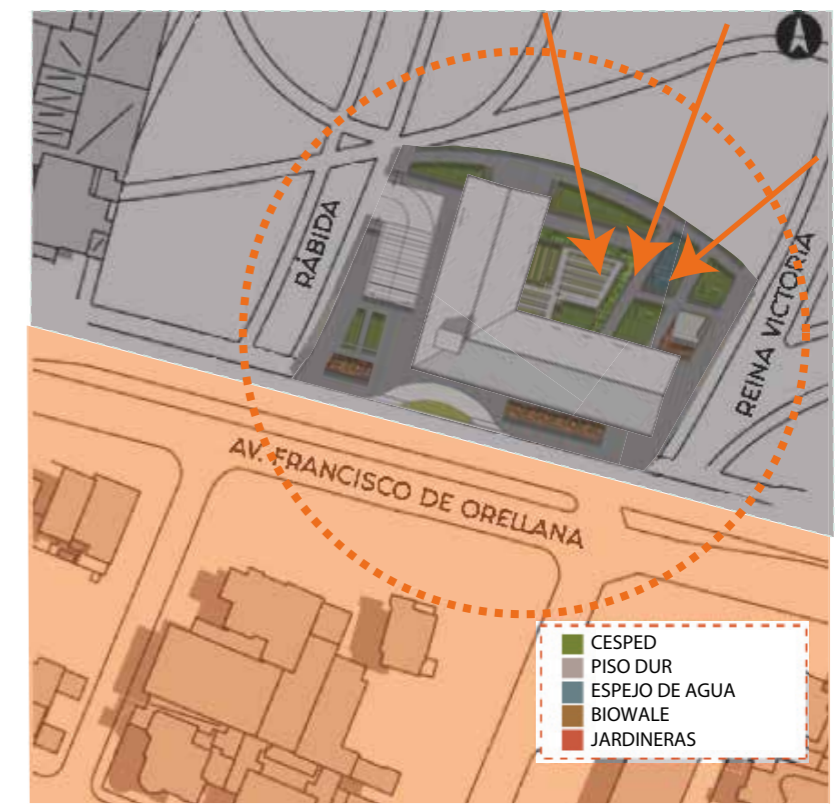 RÁBIDA
REINA VICTORIA
AV. FRANCISCO DE ORELLANA
CESPED
PISO DUR
ESPEJO DE AGUA
BIOWALE
JARDINERAS